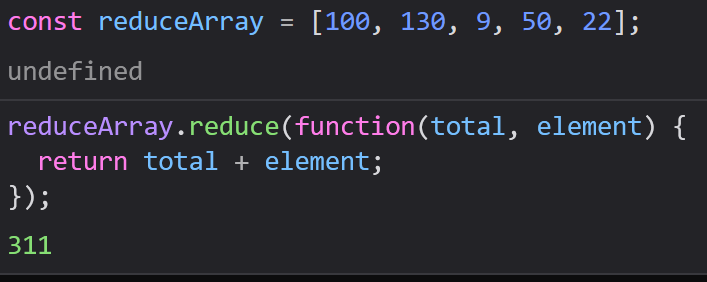 const reduceArray = [100, 130, 9, 50, 22];
undefined
reduceArray.reduce(function(total, element) {
  return total + element;
});
311